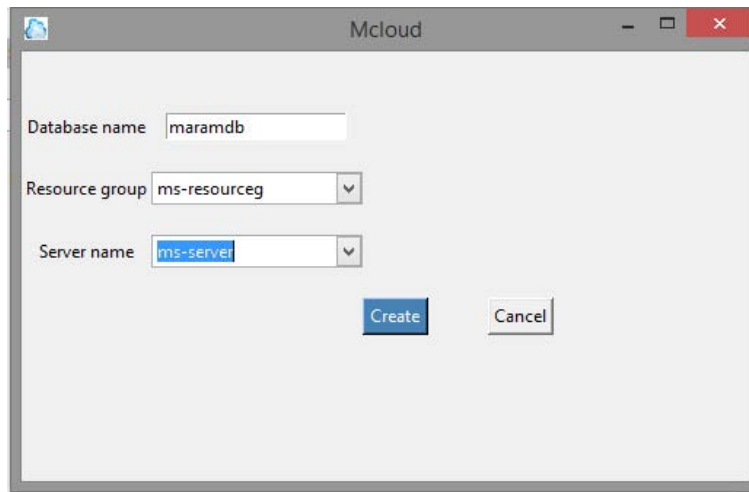 Mcloud
Database name maramdb
Resource group ms-resourceg
Server name ms-server
Create Cancel